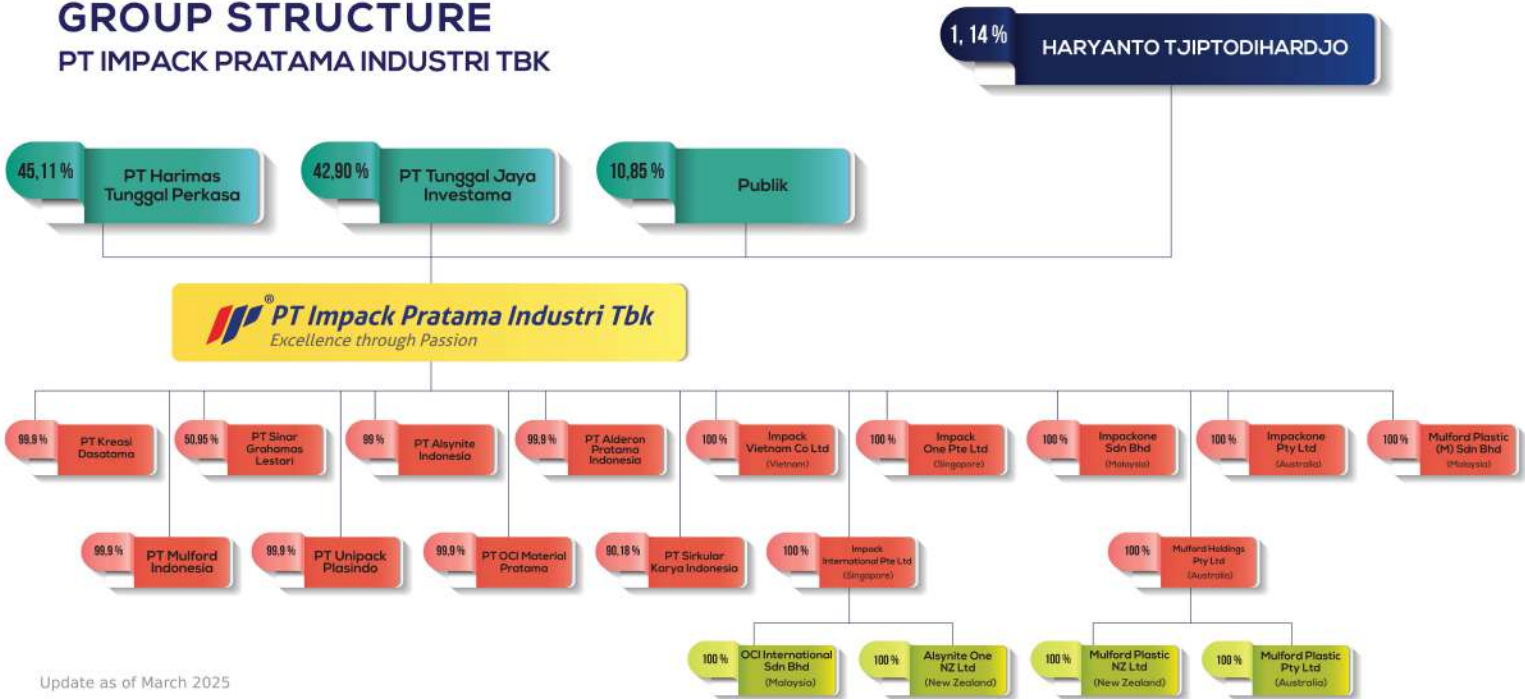 GROUP STRUCTURE
PT IMPACK PRATAMA INDUSTRI TBK
1, 14 %
HARYANTO TJIPTODIHARDJO
45,11 %
PT Harimas
Tunggal Perkasa
42,90 %
PT Tunggal Jaya
Investama
10,85 %
Publik
® PT Impack Pratama Industri Tbk
Excellence through Passion
99,9 %
PT Kreasi
Dasatama
50,95 %
PT Sinar
Grahamas
Lestari
99 %
PT Alsynite
Indonesia
99,9 %
PT Alderon
Pratama
Indonesia
100 %
Impack
Vietnam Co Ltd
(Vietnam)
100 %
Impack
One Pte Ltd
(Singapore)
100 %
Impackone
Sdn Bhd
(Malaysia)
100 %
Impackone
Pty Ltd
(Australia)
100 %
Mulford Plastic
(M) Sdn Bhd
(Malaysia)
99,9 %
PT Mulford
Indonesia
99,9 %
PT Unipack
Plasindo
99,9 %
PT OCI Material
Pratama
90,18 %
PT Sirkular
Karya Indonesia
100 %
Impack
International Pte Ltd
(Singapore)
100 %
Mulford Holdings
Pty Ltd
(Australia)
100 %
OCI International
Sdn Bhd
(Malaysia)
100 %
Alsynite One
NZ Ltd
(New Zealand)
100 %
Mulford Plastic
NZ Ltd
(New Zealand)
100 %
Mulford Plastic
Pty Ltd
(Australia)
Update as of March 2025